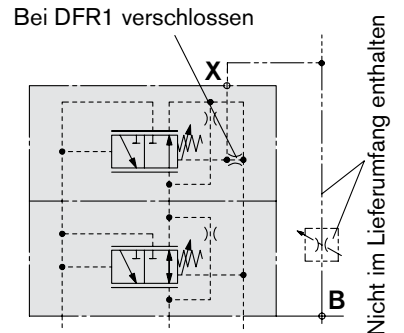 Bei DFR1 verschlossen
X
Nicht im Lieferumfang enthalten
B